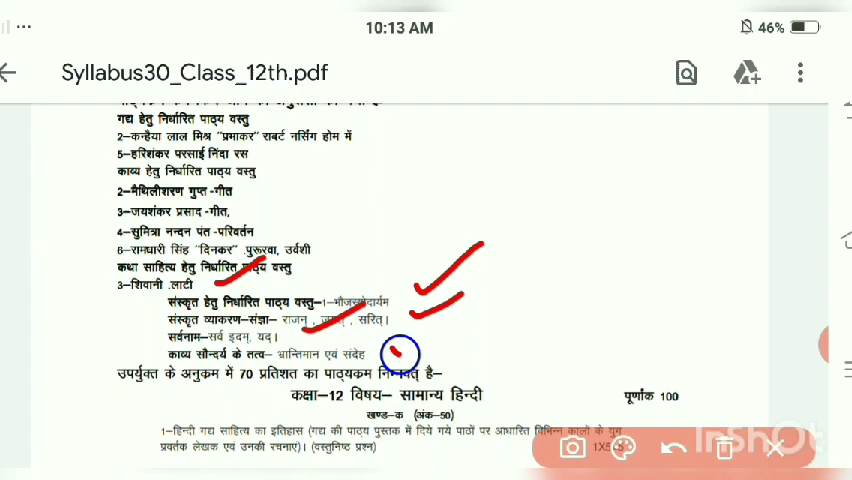 10:13 AM
46%
Syllabus30_Class_12th.pdf
गद्य हेतु निर्धारित पाठ्य वस्तु
2–कन्हैया लाल मिश्र "प्रभाकर" राबर्ट नर्सिंग होम में
5–हरिशंकर परसाई निंदा रस
काव्य हेतु निर्धारित पाठ्य वस्तु
2–मैथिलीशरण गुप्त -गीत
3–जयशंकर प्रसाद -गीत,
4–सुमित्रा नन्दन पंत -परिवर्तन
6–रामधारी सिंह "दिनकर" .पुरूरवा, उर्वशी
कथा साहित्य हेतु निर्धारित पाठ्य वस्तु
3–शिवानी .लाटी
संस्कृत हेतु निर्धारित पाठ्य वस्तु–1–
संस्कृत व्याकरण–संज्ञा– राजन् , जगत् , सरित्।
सर्वनाम–सर्व इदम्, यद्।
काव्य सौन्दर्य के तत्व– भ्रान्तिमान एवं संदेह
उपर्युक्त के अनुकम में 70 प्रतिशत का पाठ्यकम निम्नवत् है–
कक्षा–12 विषय– सामान्य हिन्दी
पूर्णांक 100
खण्ड–क (अंक–50)
1–हिन्दी गद्य साहित्य का इतिहास (गद्य की पाठ्य पुस्तक में दिये गये पाठों पर आधारित विभिन्न कालों के युग
प्रवर्तक लेखक एवं उनकी रचनाएं)। (वस्तुनिष्ठ प्रश्न)
InShOt